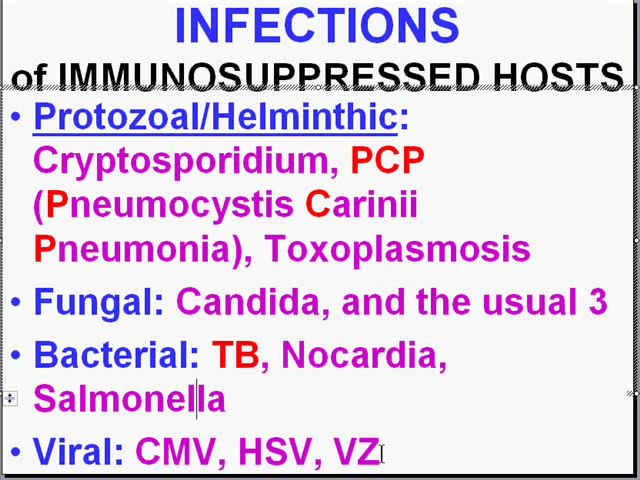 INFECTIONS
of IMMUNOSUPPRESSED HOSTS
• Protozoal/Helminthic:
Cryptosporidium, PCP
(Pneumocystis Carinii
Pneumonia), Toxoplasmosis
• Fungal: Candida, and the usual 3
• Bacterial: TB, Nocardia,
Salmonella
• Viral: CMV, HSV, VZ